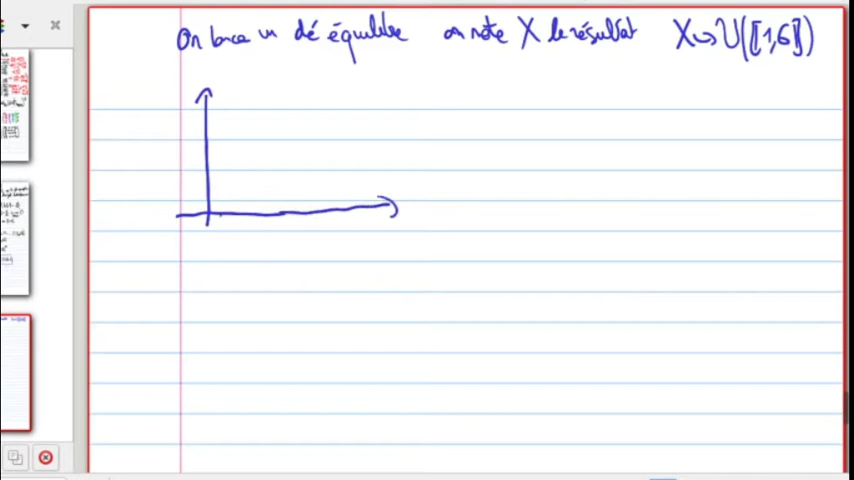 On lance un dé équilibré on note X le résultat X↪U(⟦1,6⟧)